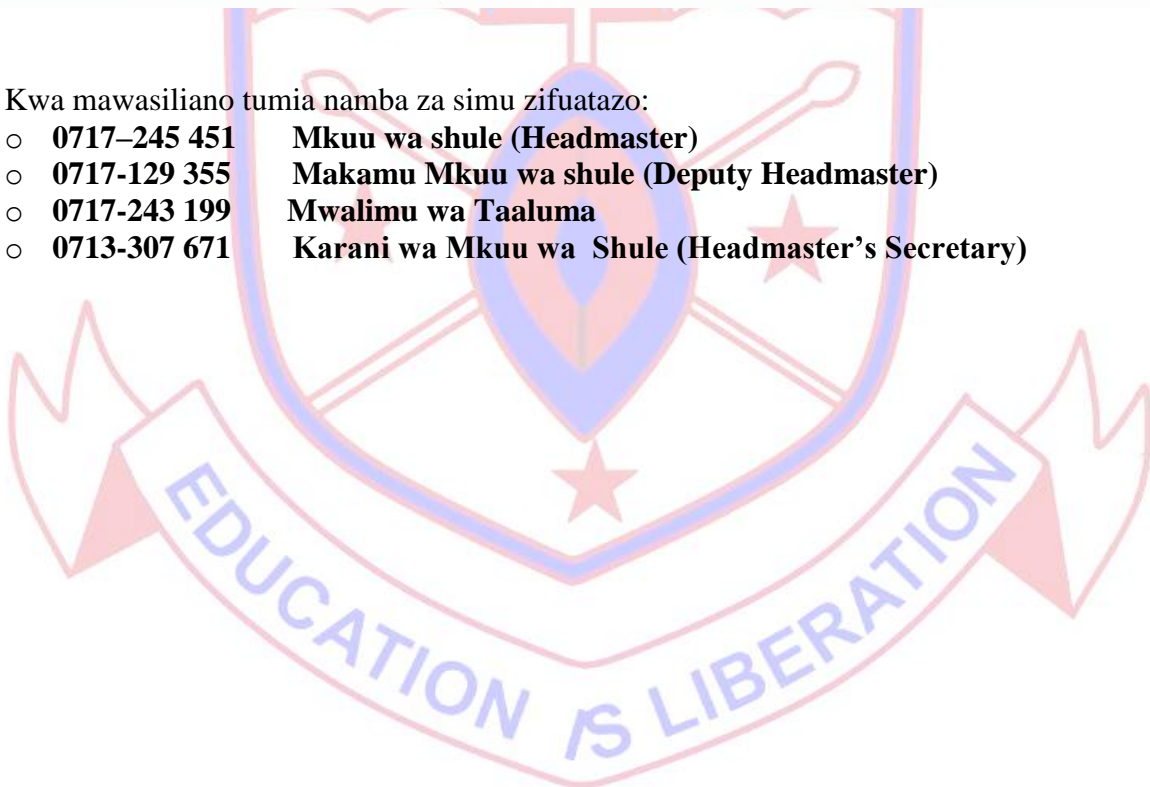 Kwa mawasiliano tumia namba za simu zifuatazo:
o 0717–245 451 Mkuu wa shule (Headmaster)
o 0717-129 355 Makamu Mkuu wa shule (Deputy Headmaster)
o 0717-243 199 Mwalimu wa Taaluma
o 0713-307 671 Karani wa Mkuu wa Shule (Headmaster’s Secretary)
EDUCATION IS LIBERATION